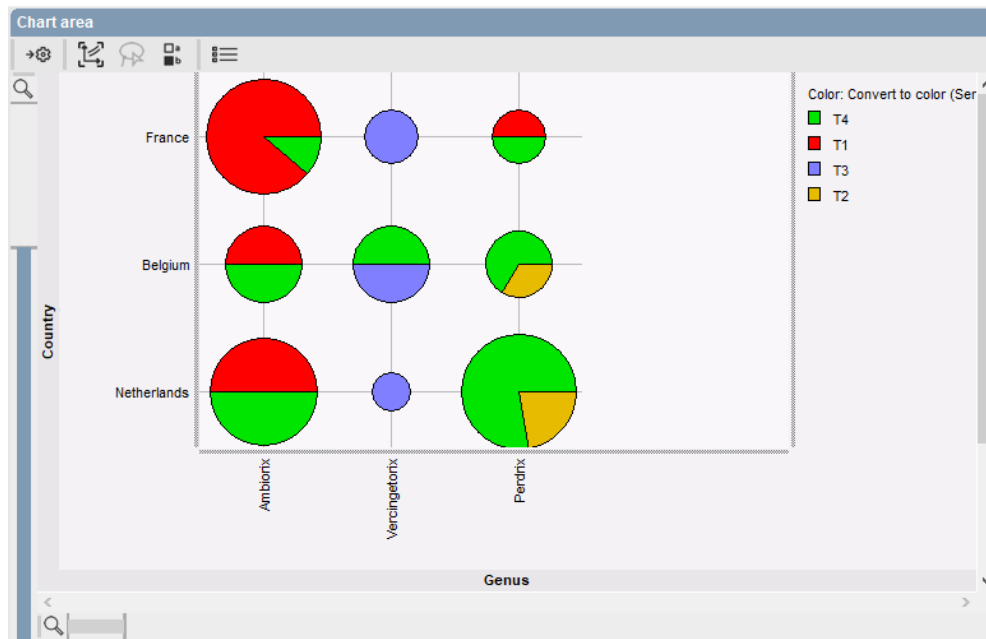 Chart area
a
b
Color: Convert to color (Ser
T4
T1
T3
T2
France
Belgium
Netherlands
Country
Ambiorix
Vercingetorix
Perdrix
Genus